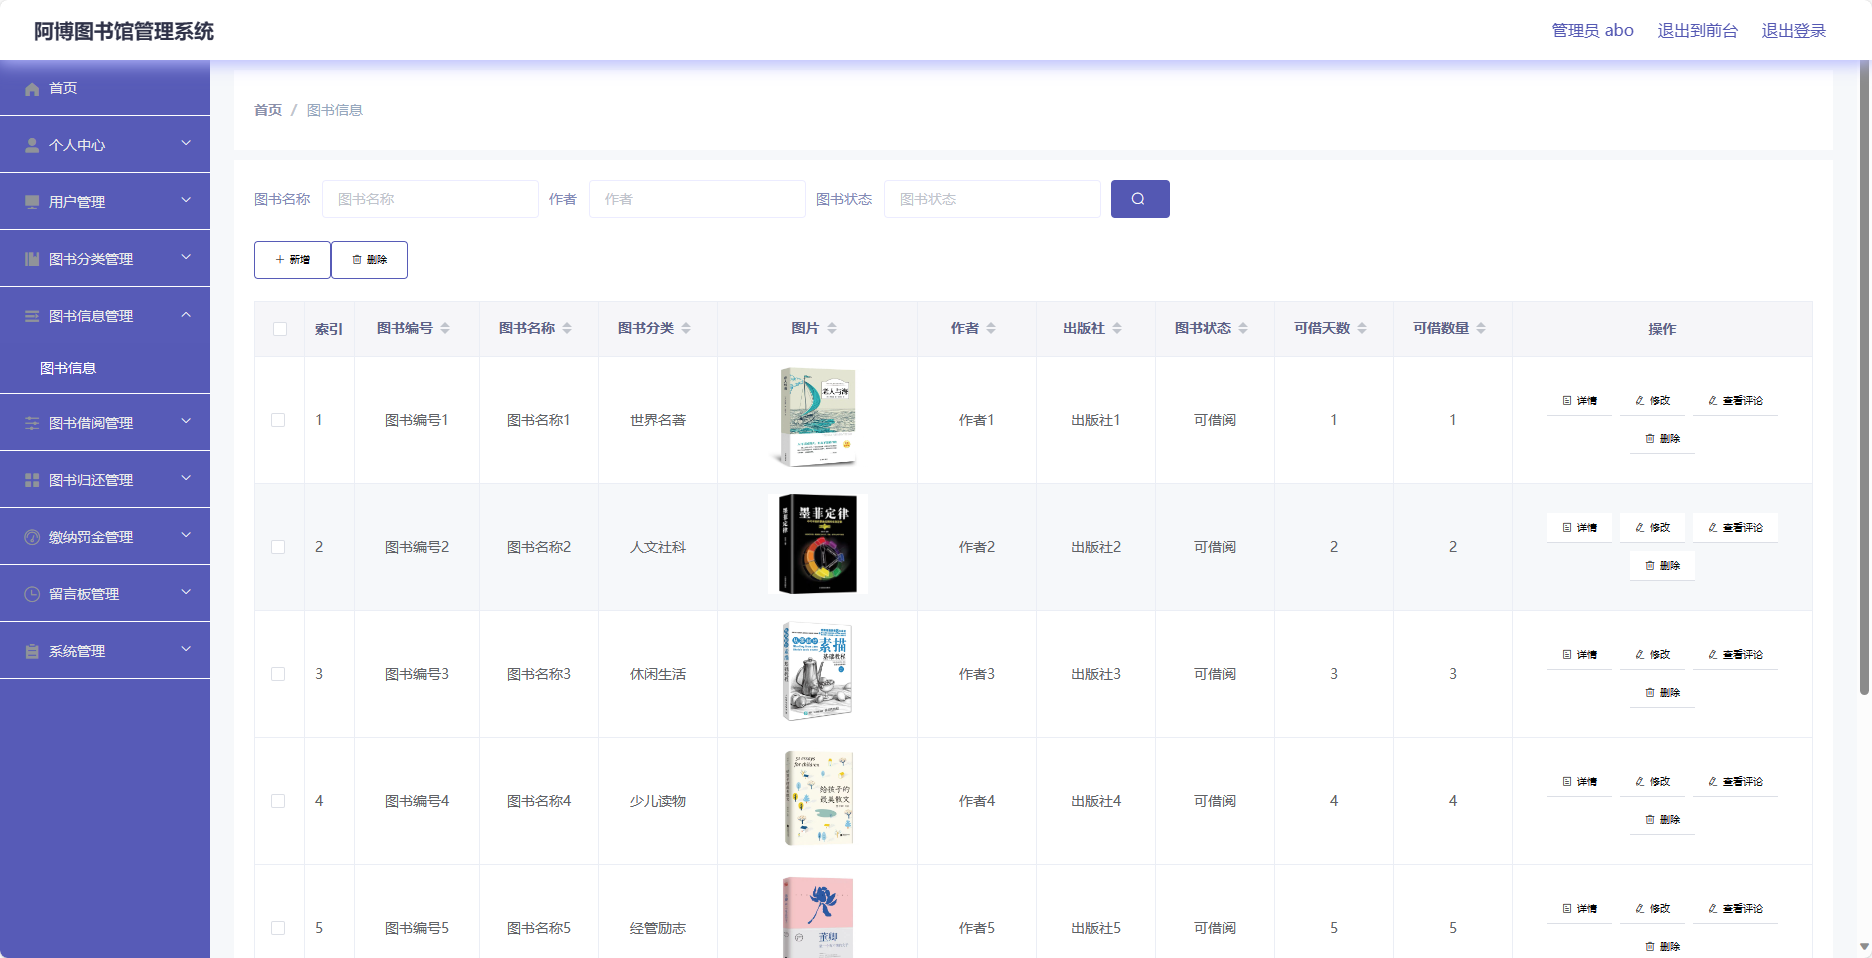 阿博图书馆管理系统
管理员 abo 退出到前台 退出登录
首页
个人中心
用户管理
图书分类管理
图书信息管理
图书信息
图书借阅管理
图书归还管理
缴纳罚金管理
留言板管理
系统管理
首页 / 图书信息
图书名称 图书名称 作者 作者 图书状态 图书状态
新增 删除
索引 图书编号 图书名称 图书分类 图片 作者 出版社 图书状态 可借天数 可借数量 操作
1 图书编号1 图书名称1 世界名著 老人与海 作者1 出版社1 可借阅 1 1 详情 修改 查看评论
删除
2 图书编号2 图书名称2 人文社科 墨菲定律 墨菲定律 作者2 出版社2 可借阅 2 2 详情 修改 查看评论
删除
3 图书编号3 图书名称3 休闲生活 素描 基础教程 作者3 出版社3 可借阅 3 3 详情 修改 查看评论
删除
4 图书编号4 图书名称4 少儿读物 for children 给孩子的 最美散文 作者4 出版社4 可借阅 4 4 详情 修改 查看评论
删除
5 图书编号5 图书名称5 经管励志 董卿 作者5 出版社5 可借阅 5 5 详情 修改 查看评论
删除